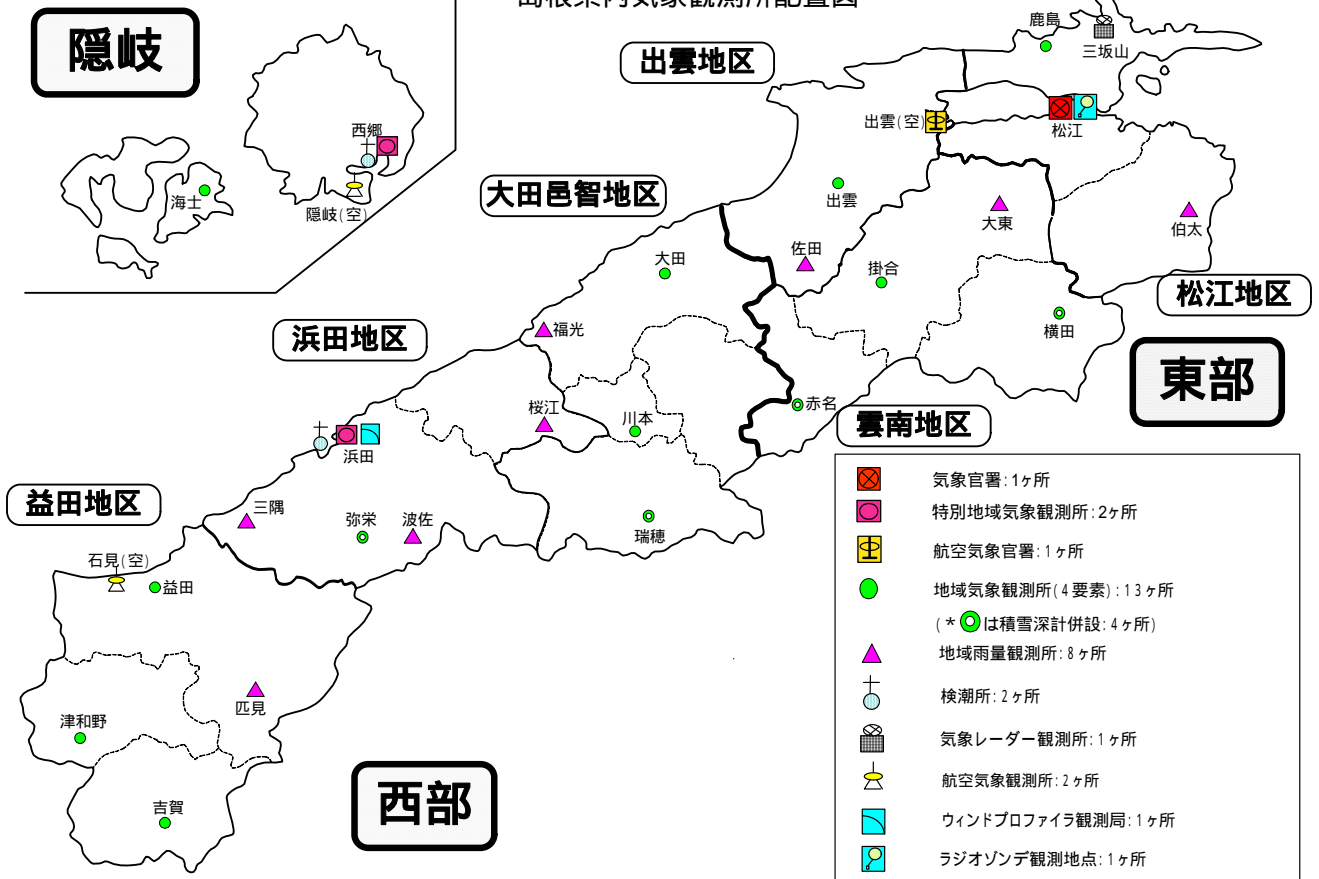 島根県内気象観測所配置図
隠岐
西郷
海士
隠岐(空)
出雲地区
鹿島
三坂山
出雲(空)
松江
大田邑智地区
出雲
大東
伯太
佐田
掛合
大田
松江地区
横田
東部
浜田地区
福光
桜江
川本
赤名
雲南地区
浜田
益田地区
三隅
弥栄
波佐
瑞穂
石見(空)
益田
匹見
津和野
吉賀
西部
気象官署:1ヶ所
特別地域気象観測所:2ヶ所
航空気象官署:1ヶ所
地域気象観測所(4要素):13ヶ所
(*◎は積雪深計併設:4ヶ所)
地域雨量観測所:8ヶ所
検潮所:2ヶ所
気象レーダー観測所:1ヶ所
航空気象観測所:2ヶ所
ウィンドプロファイラ観測局:1ヶ所
ラジオゾンデ観測地点:1ヶ所